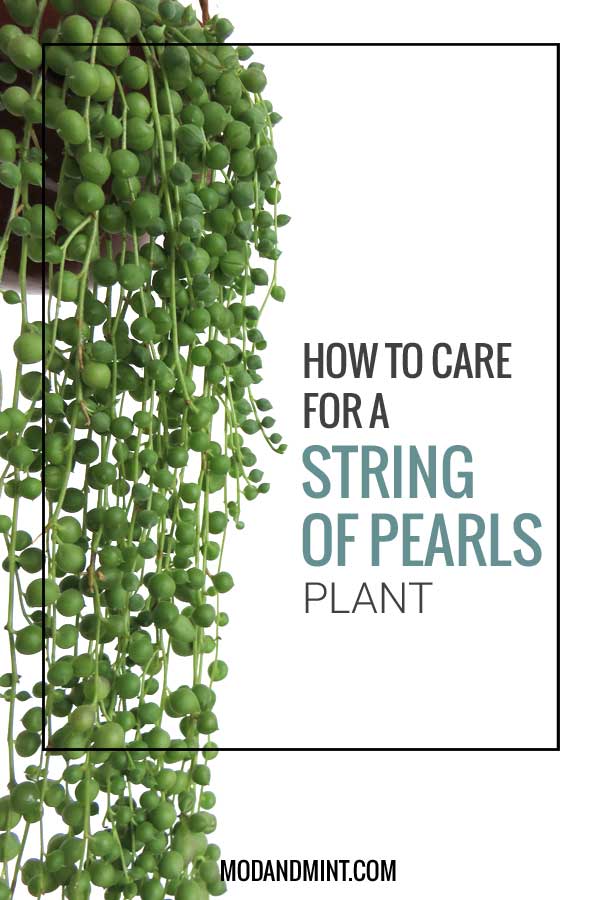 HOW TO CARE
FOR A
STRING
OF PEARLS
PLANT
MODANDMINT.COM